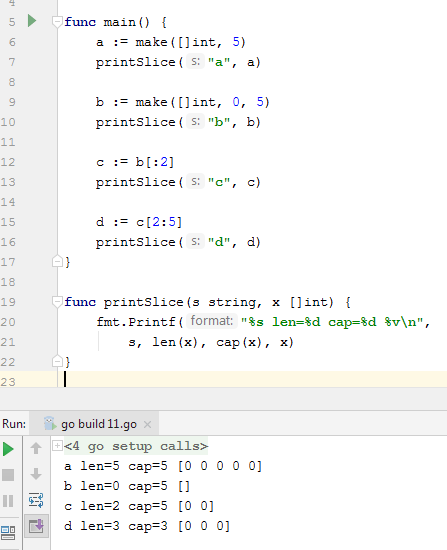 4
5 func main() {
6 a := make([]int, 5)
7 printSlice( s: "a", a)
8
9 b := make([]int, 0, 5)
10 printSlice( s: "b", b)
11
12 c := b[:2]
13 printSlice( s: "c", c)
14
15 d := c[2:5]
16 printSlice( s: "d", d)
17 }
18
19 func printSlice(s string, x []int) {
20 fmt.Printf( format: "%s len=%d cap=%d %v\n",
21 s, len(x), cap(x), x)
22 }
23
Run: go build 11.go ×
<4 go setup calls>
a len=5 cap=5 [0 0 0 0 0]
b len=0 cap=5 []
c len=2 cap=5 [0 0]
d len=3 cap=3 [0 0 0]